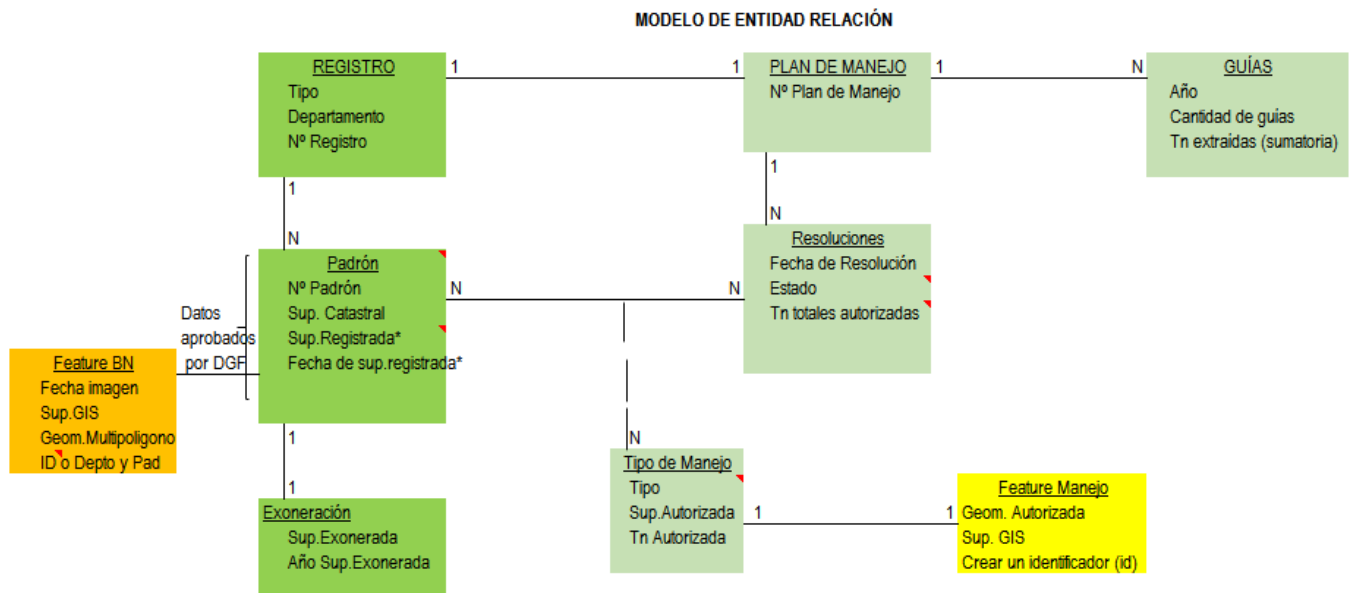 MODELO DE ENTIDAD RELACIÓN
REGISTRO
Tipo
Departamento
Nº Registro
1
1
PLAN DE MANEJO
Nº Plan de Manejo
1
N
GUÍAS
Año
Cantidad de guías
Tn extraídas (sumatoria)
1
N
1
N
Padrón
Nº Padrón
Sup. Catastral
Sup.Registrada*
Fecha de sup.registrada*
N
N
Resoluciones
Fecha de Resolución
Estado
Tn totales autorizadas
Datos
aprobados
por DGF
Feature BN
Fecha imagen
Sup.GIS
Geom.Multipoligono
ID o Depto y Pad
1
1
Exoneración
Sup.Exonerada
Año Sup.Exonerada
N
Tipo de Manejo
Tipo
Sup.Autorizada
Tn Autorizada
1
1
Feature Manejo
Geom. Autorizada
Sup. GIS
Crear un identificador (id)